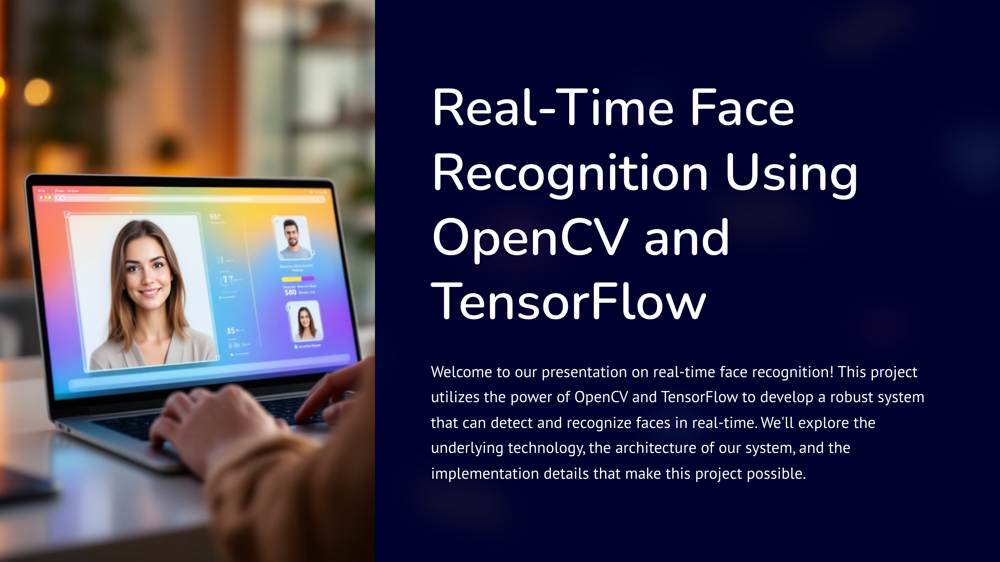 Real-Time Face
Recognition Using
OpenCV and
TensorFlow
Welcome to our presentation on real-time face recognition! This project
utilizes the power of OpenCV and TensorFlow to develop a robust system
that can detect and recognize faces in real-time. We'll explore the
underlying technology, the architecture of our system, and the
implementation details that make this project possible.